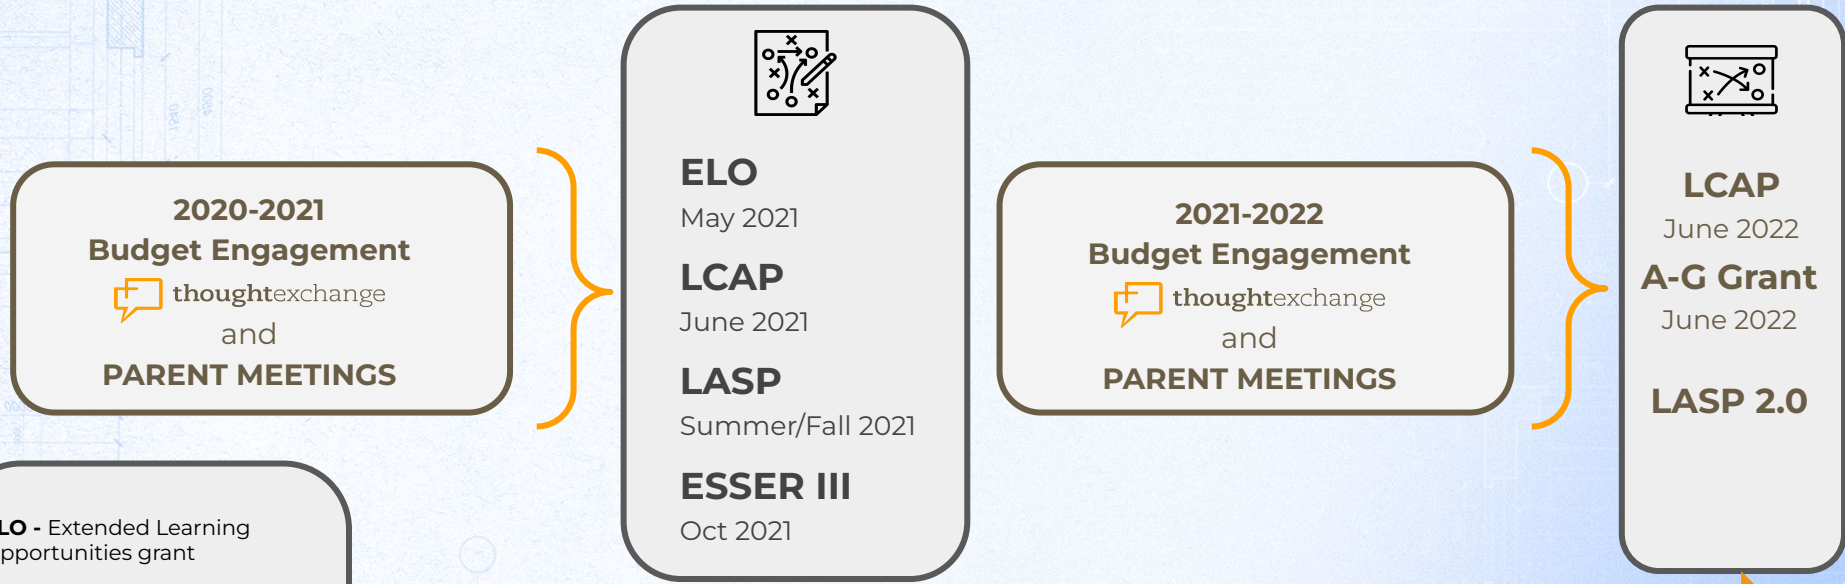 2020-2021
Budget Engagement
thoughtexchange
and
PARENT MEETINGS
ELO
May 2021
LCAP
June 2021
LASP
Summer/Fall 2021
ESSER III
Oct 2021
2021-2022
Budget Engagement
thoughtexchange
and
PARENT MEETINGS
LCAP
June 2022
A-G Grant
June 2022
LASP 2.0
LO - Extended Learning
pportunities grant